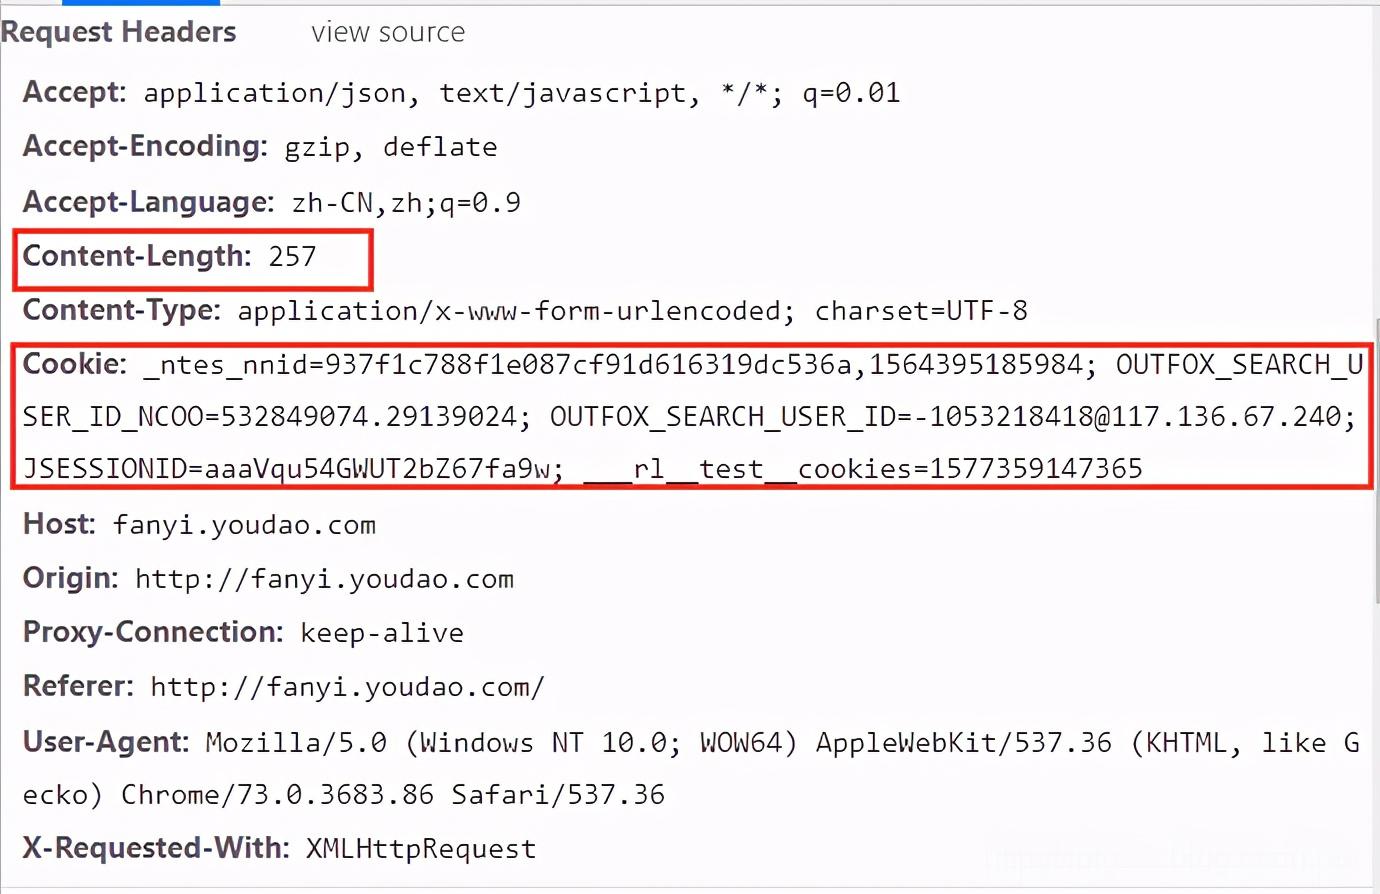 Request Headers view source
Accept: application/json, text/javascript, */*; q=0.01
Accept-Encoding: gzip, deflate
Accept-Language: zh-CN,zh;q=0.9
Content-Length: 257
Content-Type: application/x-www-form-urlencoded; charset=UTF-8
Cookie: _ntes_nnid=937f1c788f1e087cf91d616319dc536a,1564395185984; OUTFOX_SEARCH_U
SER_ID_NCOO=532849074.29139024; OUTFOX_SEARCH_USER_ID=-1053218418@117.136.67.240;
JSESSIONID=aaaVqu54GWUT2bZ67fa9w; ___rl__test__cookies=1577359147365
Host: fanyi.youdao.com
Origin: http://fanyi.youdao.com
Proxy-Connection: keep-alive
Referer: http://fanyi.youdao.com/
User-Agent: Mozilla/5.0 (Windows NT 10.0; WOW64) AppleWebKit/537.36 (KHTML, like G
ecko) Chrome/73.0.3683.86 Safari/537.36
X-Requested-With: XMLHttpRequest